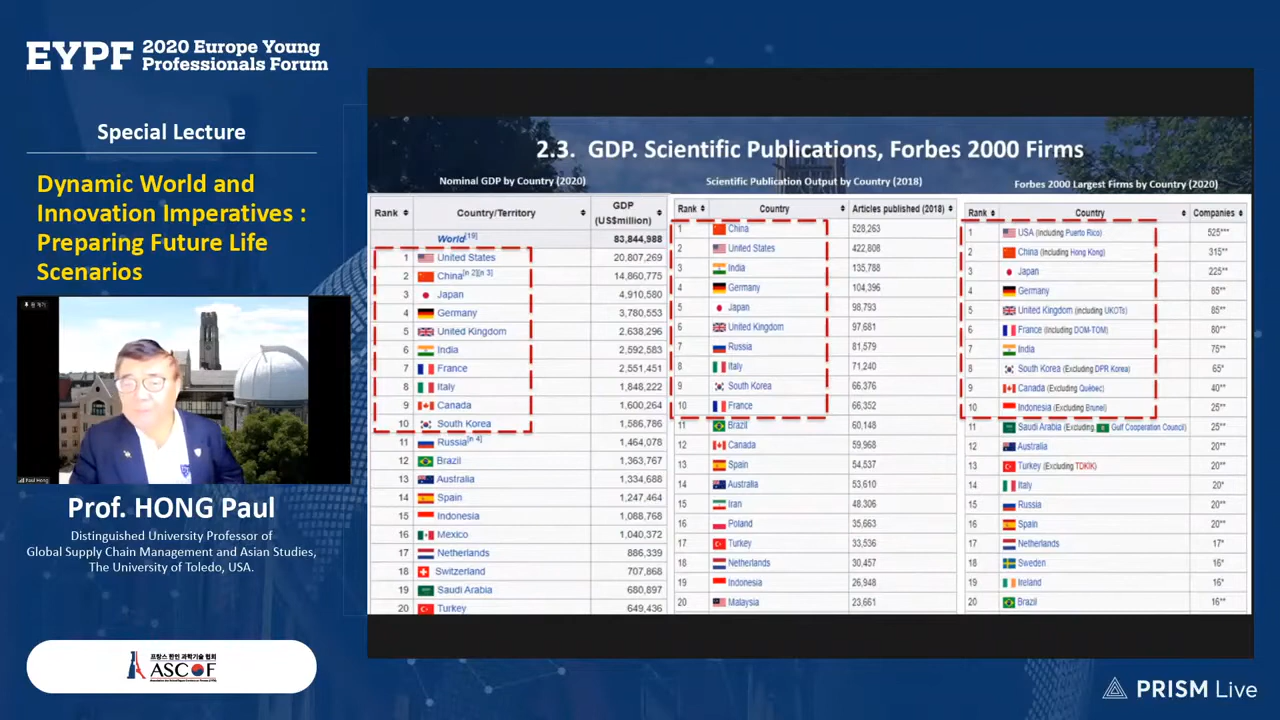 EYPF 2020 Europe Young
Professionals Forum
Special Lecture
Dynamic World and
Innovation Imperatives :
Preparing Future Life
Scenarios
Paul Hong
Prof. HONG Paul
Distinguished University Professor of
Global Supply Chain Management and Asian Studies,
The University of Toledo, USA.
프랑스 한인 과학기술 협회
ASCOF
2.3. GDP. Scientific Publications, Forbes 2000 Firms
Nominal GDP by Country (2020)
Rank Country/Territory GDP
(US$million)
World[19] 83,844,988
1 United States 20,807,269
2 China[n 2][n 3] 14,860,775
3 Japan 4,910,580
4 Germany 3,780,553
5 United Kingdom 2,638,296
6 India 2,592,583
7 France 2,551,451
8 Italy 1,848,222
9 Canada 1,600,264
10 South Korea 1,586,786
11 Russia[n 4] 1,464,078
12 Brazil 1,363,767
13 Australia 1,334,688
14 Spain 1,247,464
15 Indonesia 1,088,768
16 Mexico 1,040,372
17 Netherlands 886,339
18 Switzerland 707,868
19 Saudi Arabia 680,897
20 Turkey 649,436
Scientific Publication Output by Country (2018)
Rank Country Articles published (2018)
1 China 528,263
2 United States 422,808
3 India 135,788
4 Germany 104,396
5 Japan 98,793
6 United Kingdom 97,681
7 Russia 81,579
8 Italy 71,240
9 South Korea 66,376
10 France 66,352
11 Brazil 60,148
12 Canada 59,968
13 Spain 54,537
14 Australia 53,610
15 Iran 48,306
16 Poland 35,663
17 Turkey 33,536
18 Netherlands 30,457
19 Indonesia 26,948
20 Malaysia 23,661
Forbes 2000 Largest Firms by Country (2020)
Rank Country Companies
1 USA (Including Puerto Rico) 525***
2 China (Including Hong Kong) 315**
3 Japan 225**
4 Germany 85**
5 United Kingdom (including UKOTs) 85**
6 France (Including DOM-TOM) 80**
7 India 75**
8 South Korea (Excluding DPR Korea) 65*
9 Canada (Excluding Québec) 40**
10 Indonesia (Excluding Brunei) 25**
11 Saudi Arabia (Excluding Gulf Cooperation Council) 25**
12 Australia 20**
13 Turkey (Excluding TDKIK) 20**
14 Italy 20*
15 Russia 20**
16 Spain 20**
17 Netherlands 17*
18 Sweden 16*
19 Ireland 16*
20 Brazil 16**
PRISM Live